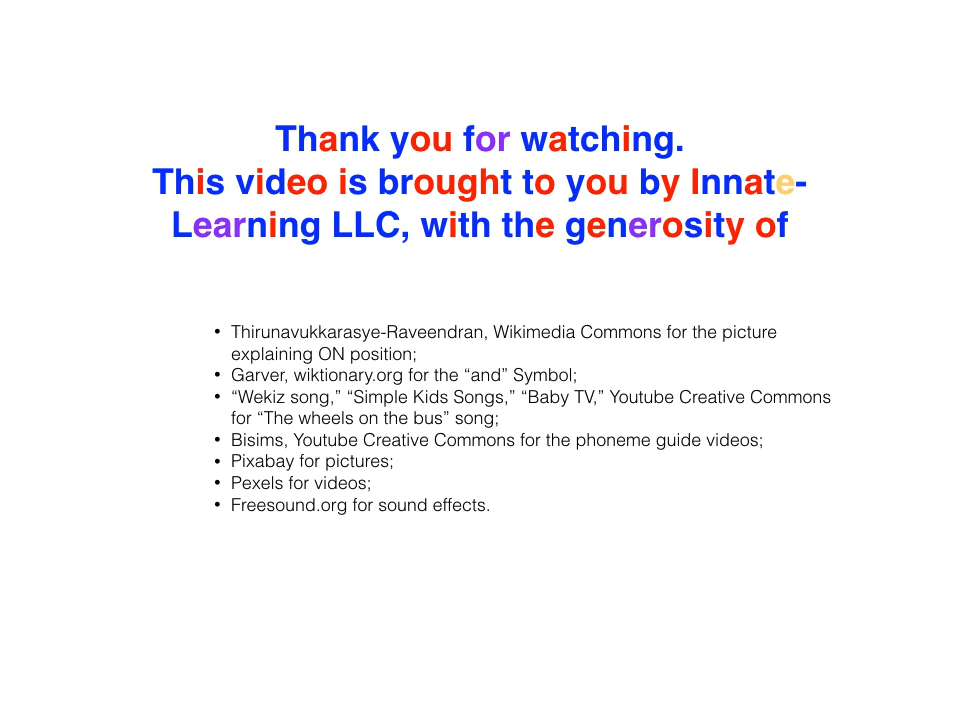 Thank you for watching.
This video is brought to you by Innate-
Learning LLC, with the generosity of
• Thirunavukkarasye-Raveendran, Wikimedia Commons for the picture
explaining ON position;
• Garver, wiktionary.org for the “and” Symbol;
• “Wekiz song,” “Simple Kids Songs,” “Baby TV,” Youtube Creative Commons
for “The wheels on the bus” song;
• Bisims, Youtube Creative Commons for the phoneme guide videos;
• Pixabay for pictures;
• Pexels for videos;
• Freesound.org for sound effects.